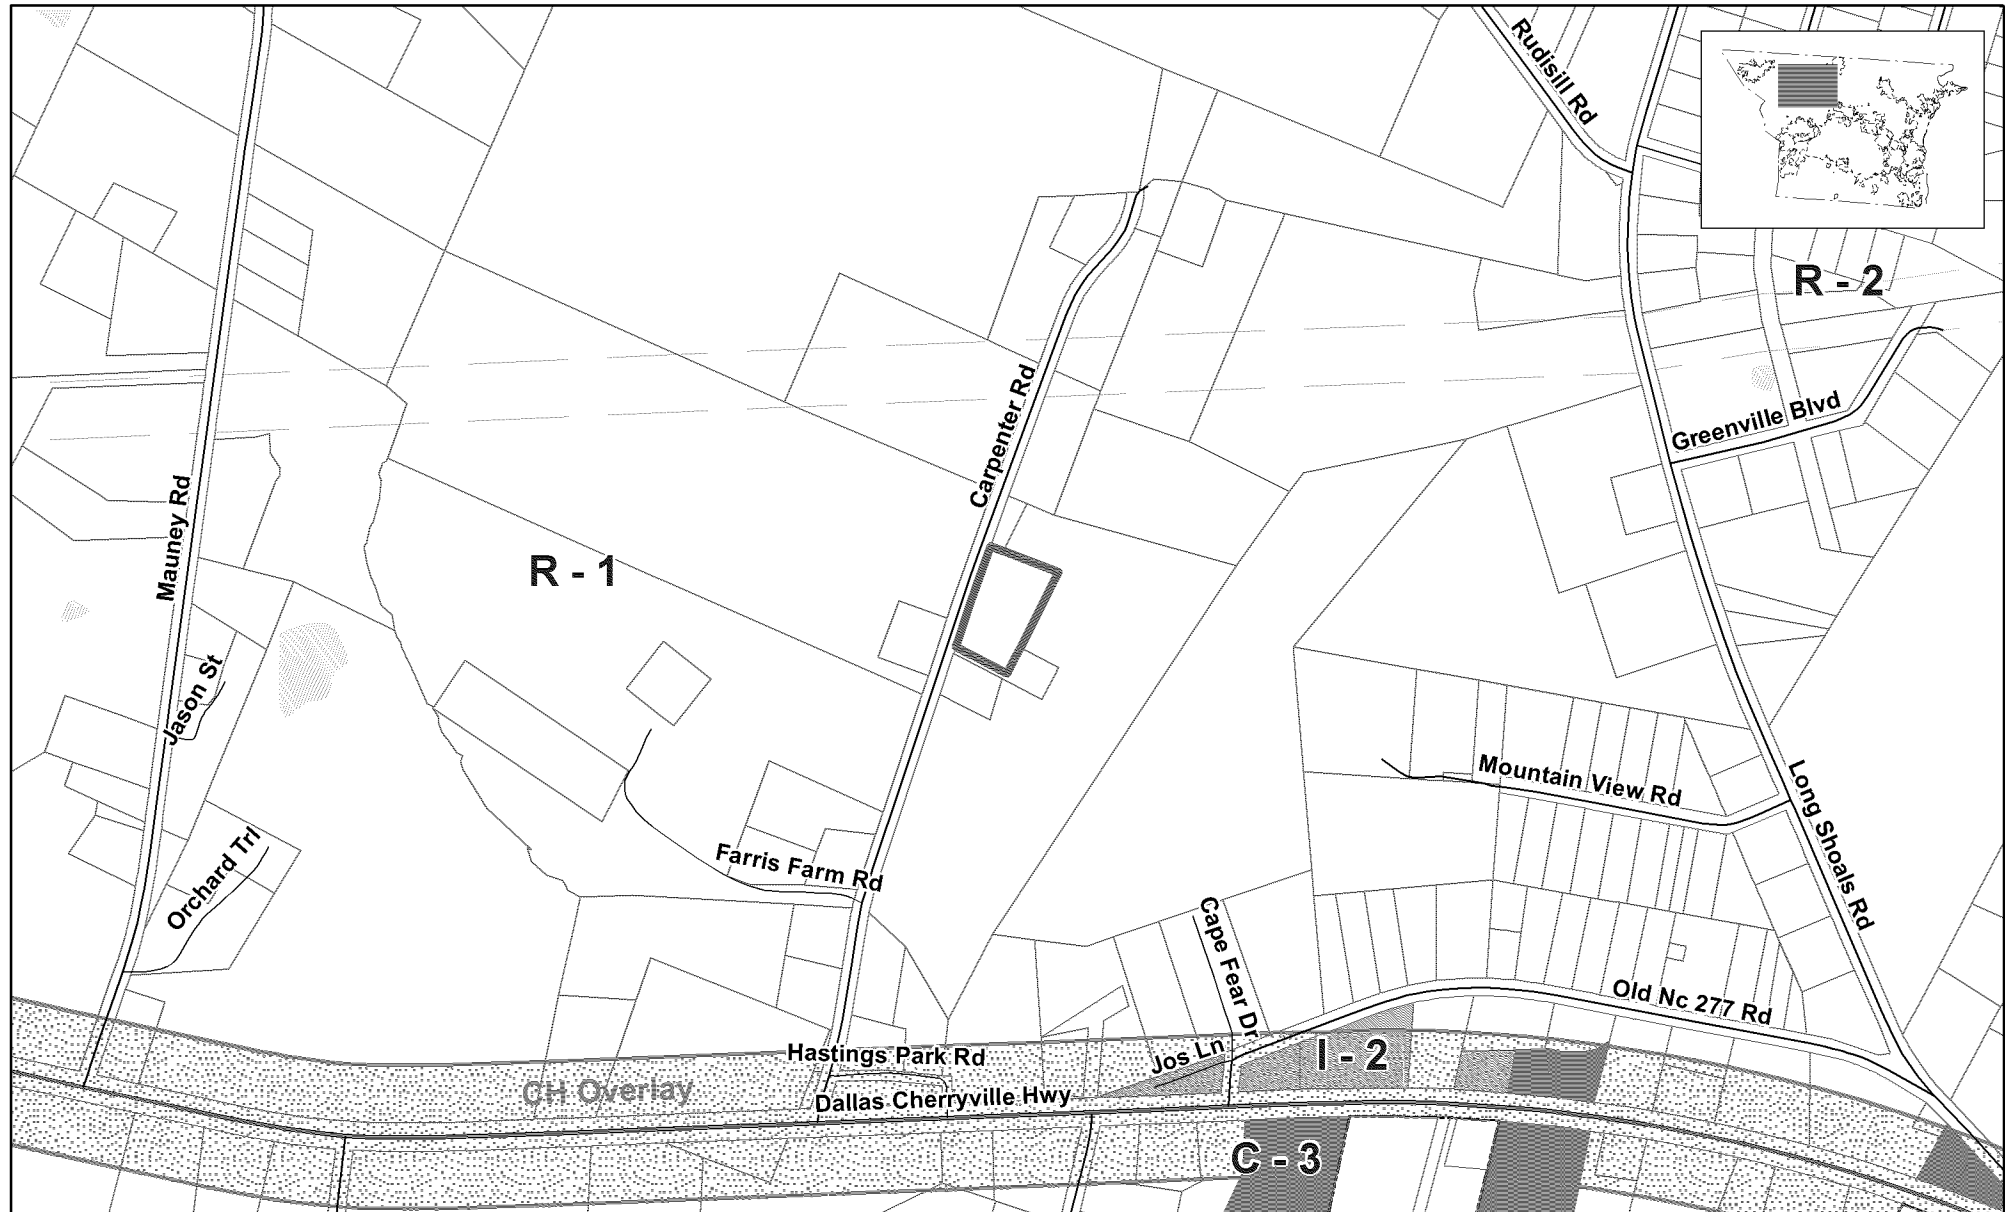 Rudisill Rd
R - 2
Carpenter Rd
Greenville Blvd
Mauney Rd
R - 1
Jason St
Mountain View Rd
Long Shoals Rd
Orchard Trl
Farris Farm Rd
Cape Fear Dr
Old Nc 277 Rd
Hastings Park Rd
Jos Ln
I - 2
CH Overlay
Dallas Cherryville Hwy
C - 3